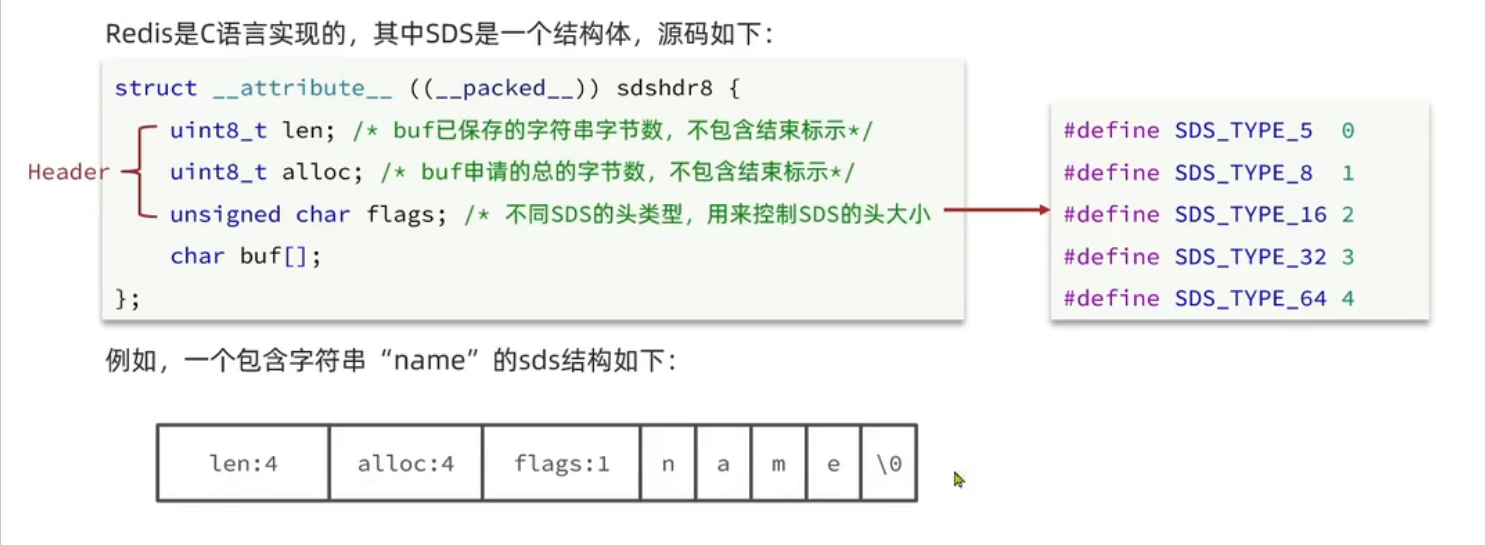 Redis是C语言实现的，其中SDS是一个结构体，源码如下：
struct __attribute__ ((__packed__)) sdshdr8 {
uint8_t len; /* buf已保存的字符串字节数，不包含结束标示*/
uint8_t alloc; /* buf申请的总的字节数，不包含结束标示*/
unsigned char flags; /* 不同SDS的头类型，用来控制SDS的头大小
char buf[];
};
Header
#define SDS_TYPE_5 0
#define SDS_TYPE_8 1
#define SDS_TYPE_16 2
#define SDS_TYPE_32 3
#define SDS_TYPE_64 4
例如，一个包含字符串“name”的sds结构如下：
len:4 alloc:4 flags:1 n a m e \0